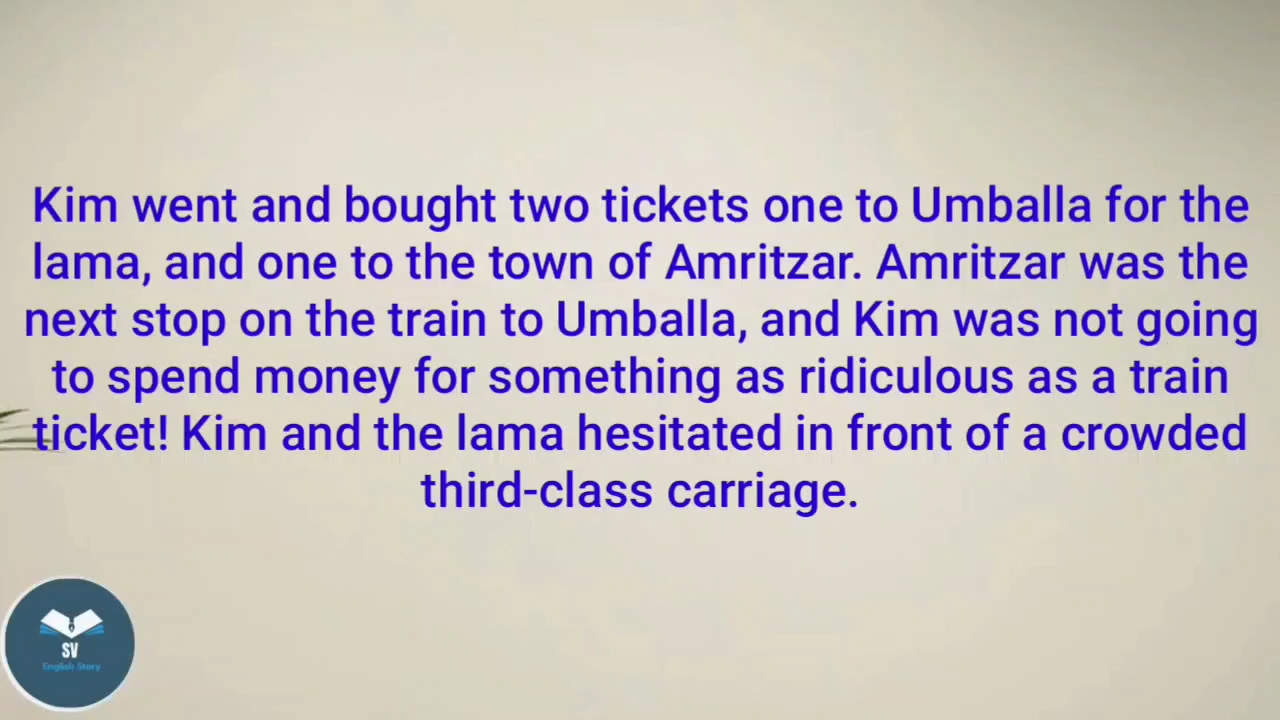 Kim went and bought two tickets one to Umballa for the
lama, and one to the town of Amritzar. Amritzar was the
next stop on the train to Umballa, and Kim was not going
to spend money for something as ridiculous as a train
ticket! Kim and the lama hesitated in front of a crowded
third-class carriage.
SV
English Story